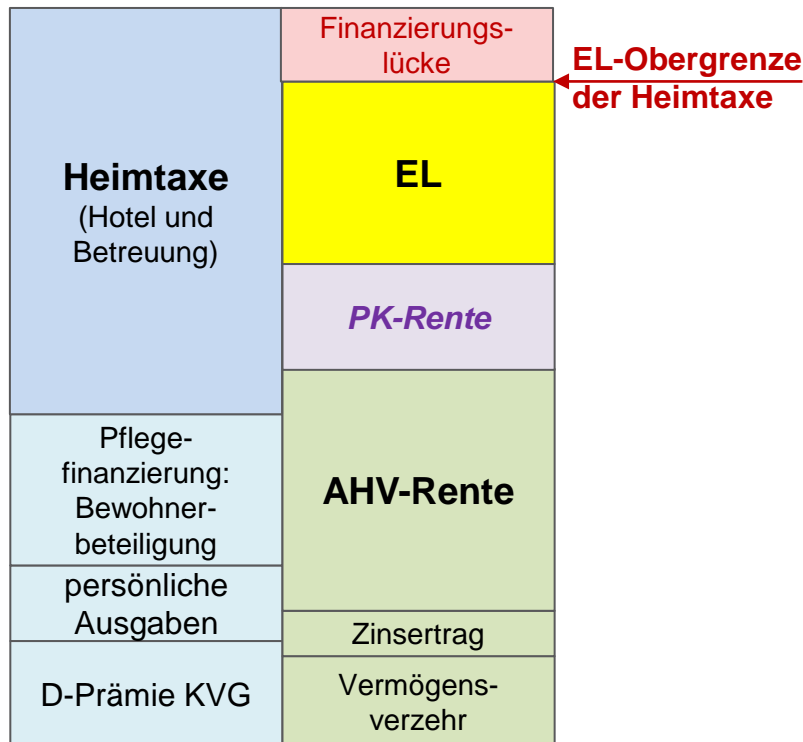 Heimtaxe
(Hotel und
Betreuung)
Pflege-
finanzierung:
Bewohner-
beteiligung
persönliche
Ausgaben
D-Prämie KVG
Finanzierungs-
lücke
EL
PK-Rente
AHV-Rente
Zinsertrag
Vermögens-
verzehr
EL-Obergrenze
der Heimtaxe